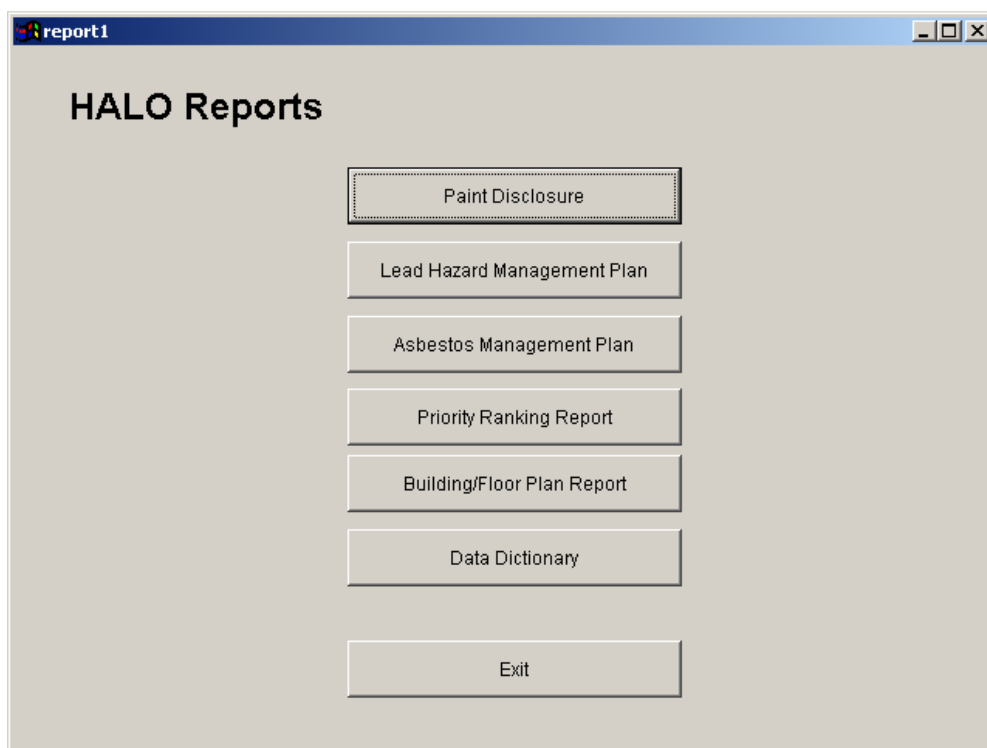 report1
HALO Reports
Paint Disclosure
Lead Hazard Management Plan
Asbestos Management Plan
Priority Ranking Report
Building/Floor Plan Report
Data Dictionary
Exit